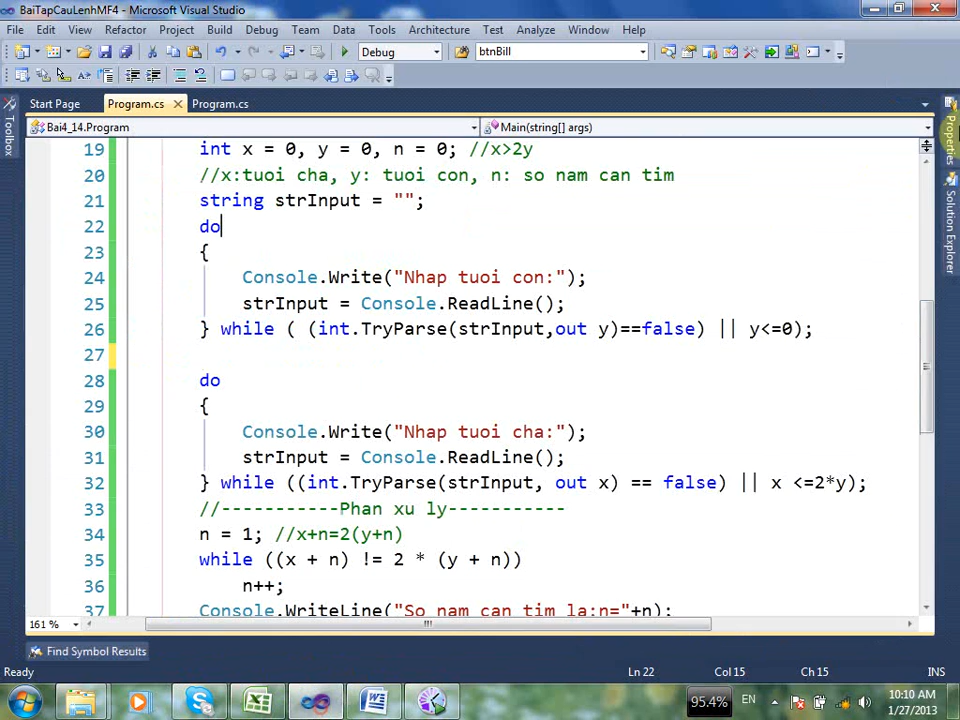 BaiTapCauLenhMF4 - Microsoft Visual Studio
File Edit View Refactor Project Build Debug Team Data Tools Architecture Test Analyze Window Help
Debug btnBill
Start Page Program.cs Program.cs
Bai4_14.Program Main(string[] args)
Toolbox
Properties
Solution Explorer
19 int x = 0, y = 0, n = 0; //x>2y
20 //x:tuoi cha, y: tuoi con, n: so nam can tim
21 string strInput = "";
22 do
23 {
24 Console.Write("Nhap tuoi con:");
25 strInput = Console.ReadLine();
26 } while ( (int.TryParse(strInput,out y)==false) || y<=0);
27
28 do
29 {
30 Console.Write("Nhap tuoi cha:");
31 strInput = Console.ReadLine();
32 } while ((int.TryParse(strInput, out x) == false) || x <=2*y);
33 //-----------Phan xu ly-----------
34 n = 1; //x+n=2(y+n)
35 while ((x + n) != 2 * (y + n))
36 n++;
37 Console.WriteLine("So nam can tim la:n="+n);
161 %
Find Symbol Results
Ready Ln 22 Col 15 Ch 15 INS
95.4% EN 10:10 AM
1/27/2013